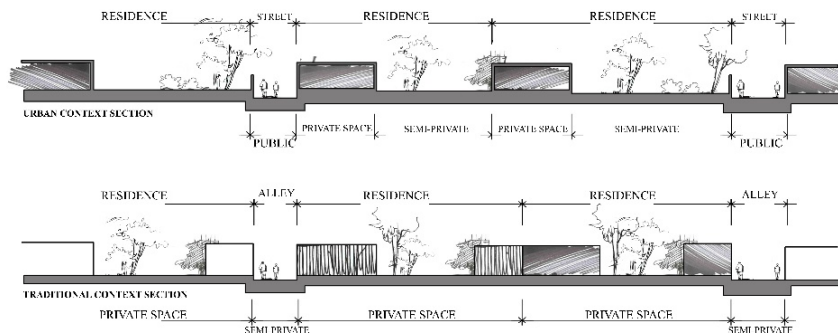 RESIDENCE STREET RESIDENCE RESIDENCE STREET
URBAN CONTEXT SECTION
PRIVATE SPACE SEMI-PRIVATE PRIVATE SPACE SEMI-PRIVATE
PUBLIC PUBLIC
RESIDENCE ALLEY RESIDENCE RESIDENCE ALLEY
TRADITIONAL CONTEXT SECTION
PRIVATE SPACE PRIVATE SPACE PRIVATE SPACE
SEMI-PRIVATE SEMI-PRIVATE